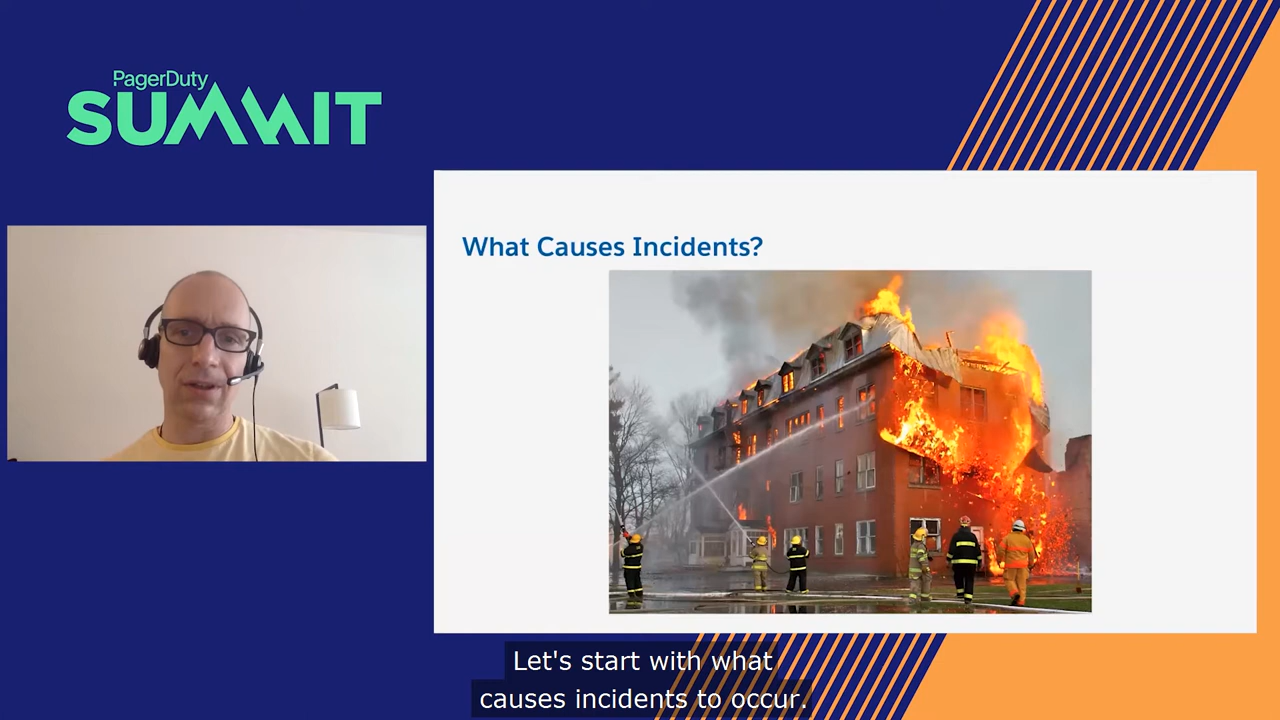 PagerDuty
SUMMIT
What Causes Incidents?
Let's start with what
causes incidents to occur.